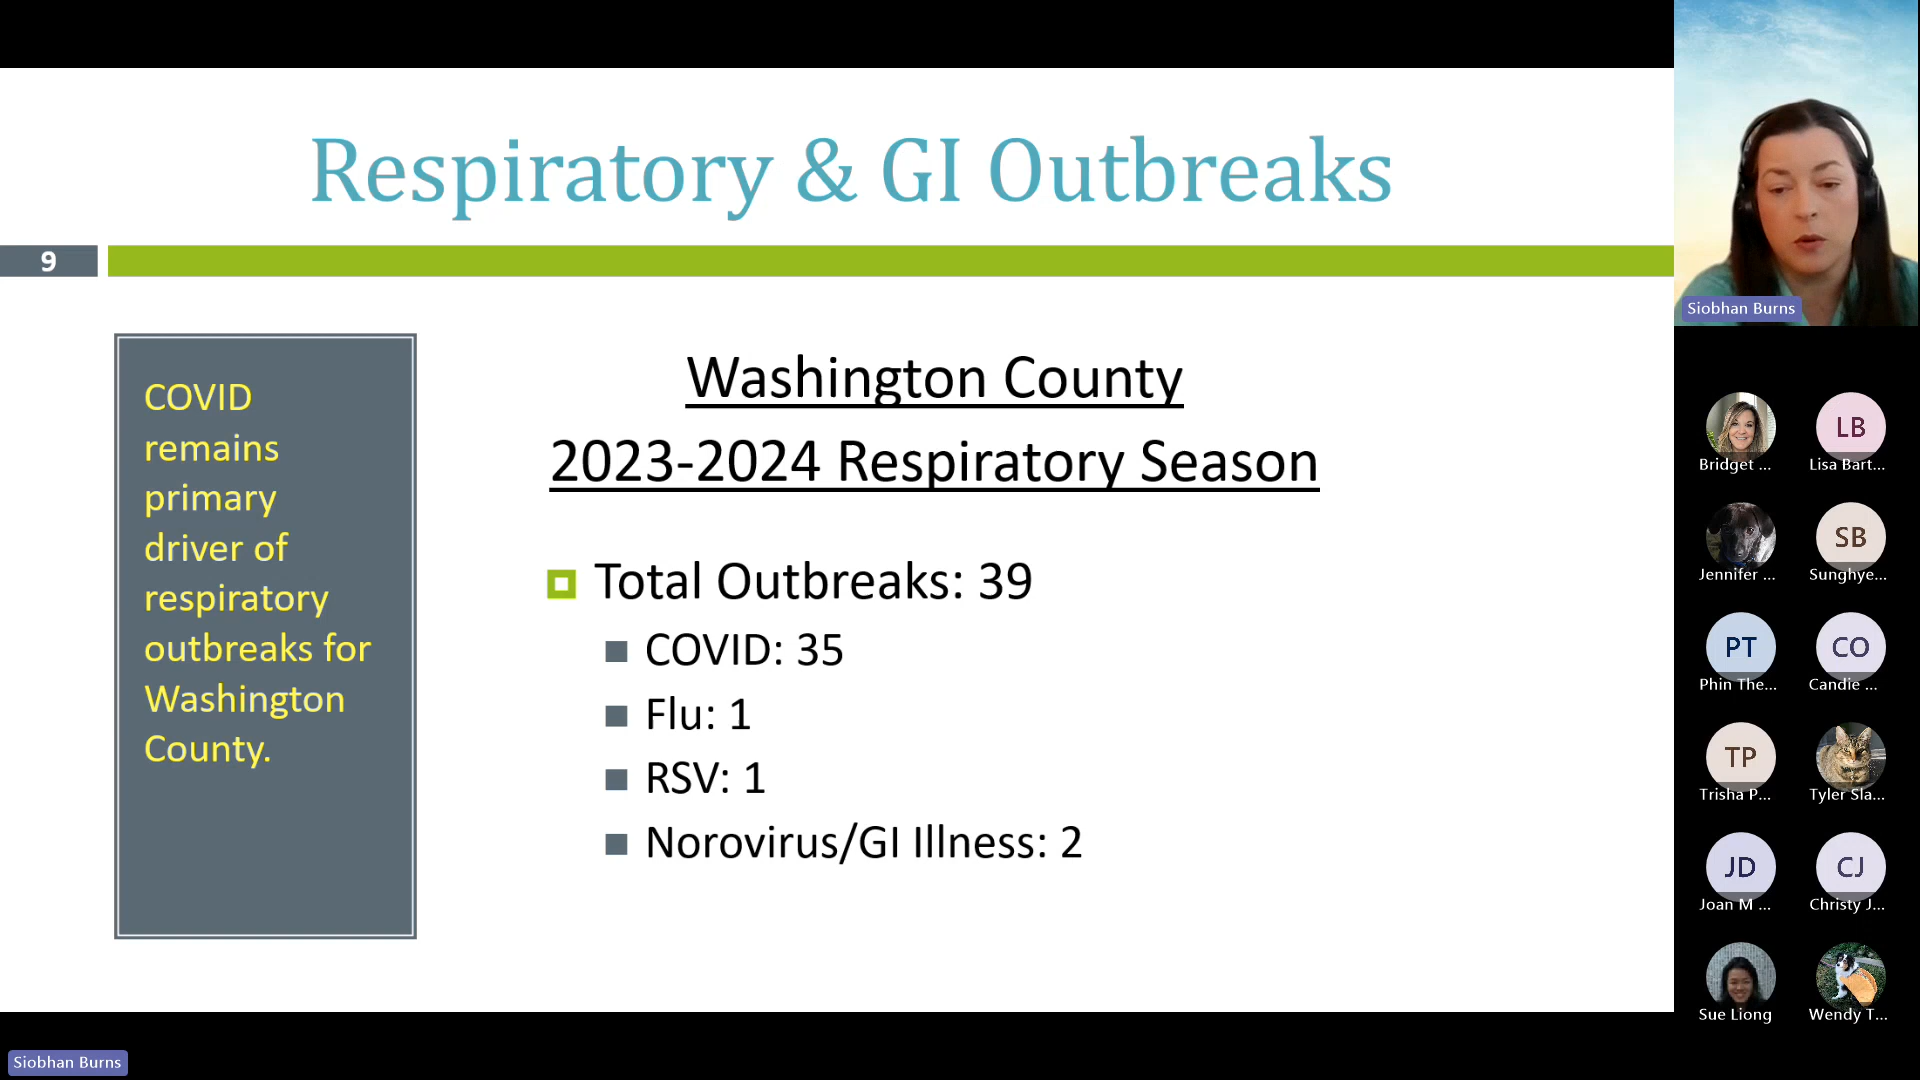 Respiratory & GI Outbreaks
9
COVID
remains
primary
driver of
respiratory
outbreaks for
Washington
County.
Washington County
2023-2024 Respiratory Season
Total Outbreaks: 39
COVID: 35
Flu: 1
RSV: 1
Norovirus/GI Illness: 2
Siobhan Burns
Siobhan Burns
Bridget ...
LB
Lisa Bart...
Jennifer ...
SB
Sunghye...
PT
Phin The...
CO
Candie ...
TP
Trisha P...
Tyler Sla...
JD
Joan M ...
CJ
Christy J...
Sue Liong
Wendy T...